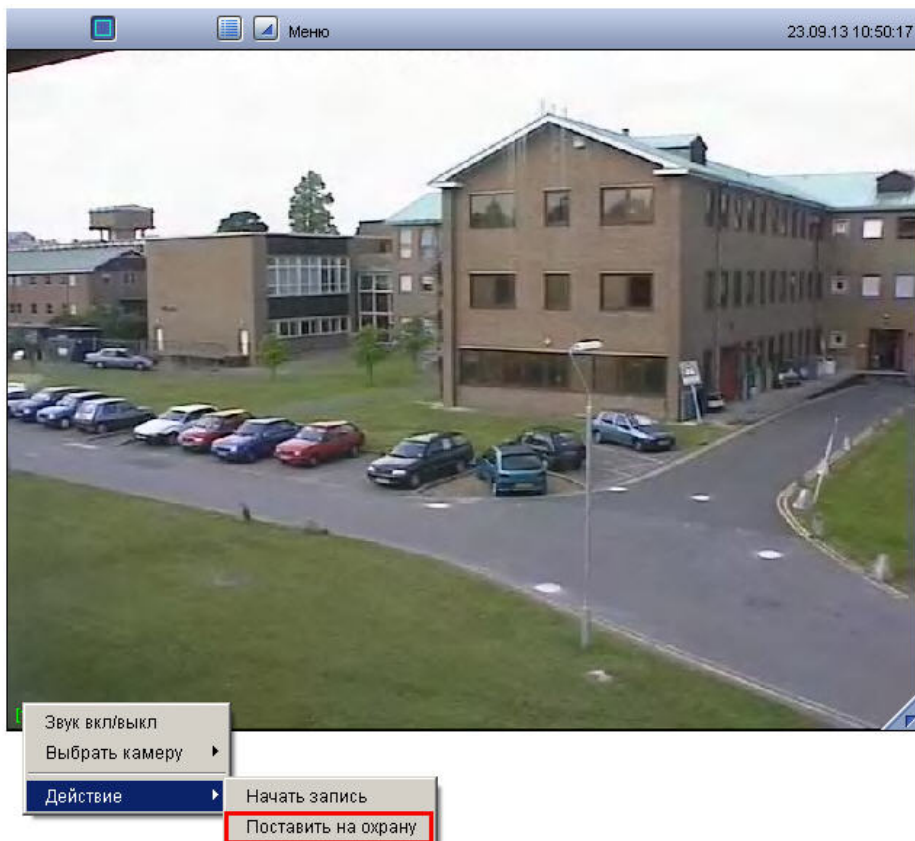 Меню
23.09.13 10:50:17
Звук вкл/выкл
Выбрать камеру
Действие
Начать запись
Поставить на охрану